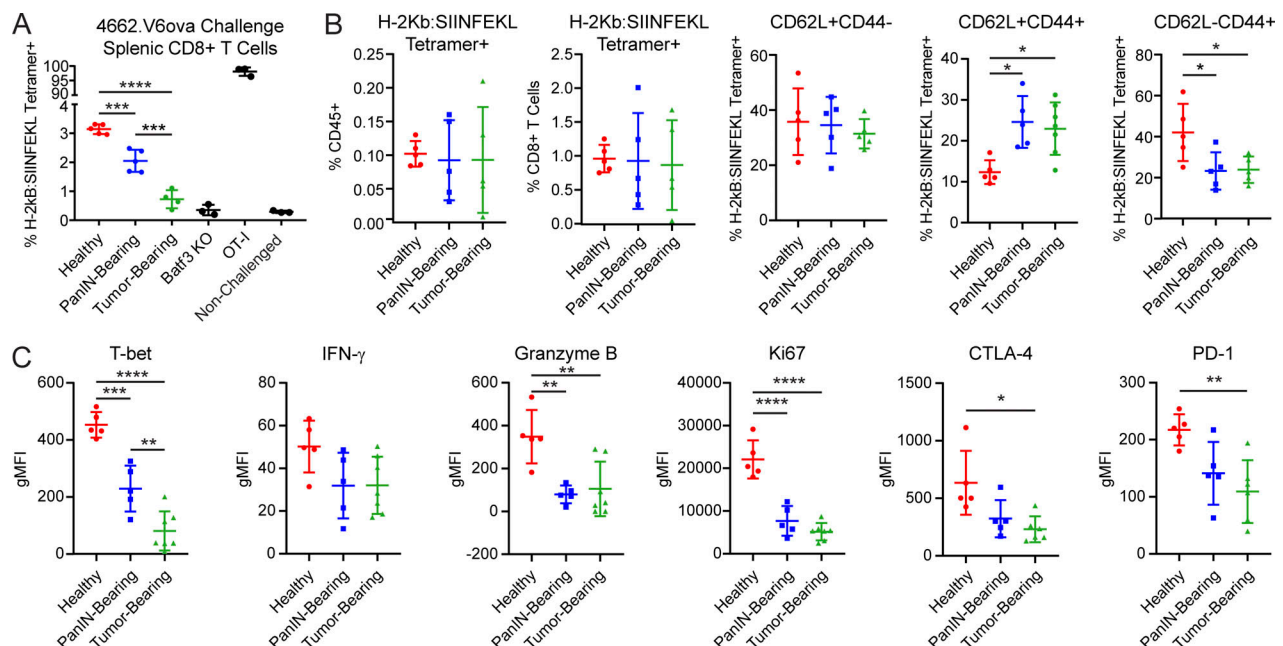 A
4662.V6ova Challenge
Splenic CD8+ T Cells
% H-2kB:SIINFEKL Tetramer+
100
95
90
4
3
2
1
0
****
***
***
Healthy
PanIN-Bearing
Tumor-Bearing
Batf3 KO
OT-I
Non-Challenged
B
H-2Kb:SIINFEKL
Tetramer+
% CD45+
0.25
0.20
0.15
0.10
0.05
0.00
Healthy
PanIN-Bearing
Tumor-Bearing
H-2Kb:SIINFEKL
Tetramer+
% CD8+ T Cells
2.5
2.0
1.5
1.0
0.5
0.0
Healthy
PanIN-Bearing
Tumor-Bearing
CD62L+CD44-
% H-2kB:SIINFEKL Tetramer+
60
40
20
0
Healthy
PanIN-Bearing
Tumor-Bearing
CD62L+CD44+
% H-2kB:SIINFEKL Tetramer+
40
30
20
10
0
*
*
Healthy
PanIN-Bearing
Tumor-Bearing
CD62L-CD44+
% H-2kB:SIINFEKL Tetramer+
80
60
40
20
0
*
*
Healthy
PanIN-Bearing
Tumor-Bearing
C
T-bet
gMFI
600
400
200
0
****
***
**
Healthy
PanIN-Bearing
Tumor-Bearing
IFN-γ
gMFI
80
60
40
20
0
Healthy
PanIN-Bearing
Tumor-Bearing
Granzyme B
gMFI
600
400
200
0
-200
**
**
Healthy
PanIN-Bearing
Tumor-Bearing
Ki67
gMFI
40000
30000
20000
10000
0
****
****
Healthy
PanIN-Bearing
Tumor-Bearing
CTLA-4
gMFI
1500
1000
500
0
*
Healthy
PanIN-Bearing
Tumor-Bearing
PD-1
gMFI
300
200
100
0
**
Healthy
PanIN-Bearing
Tumor-Bearing